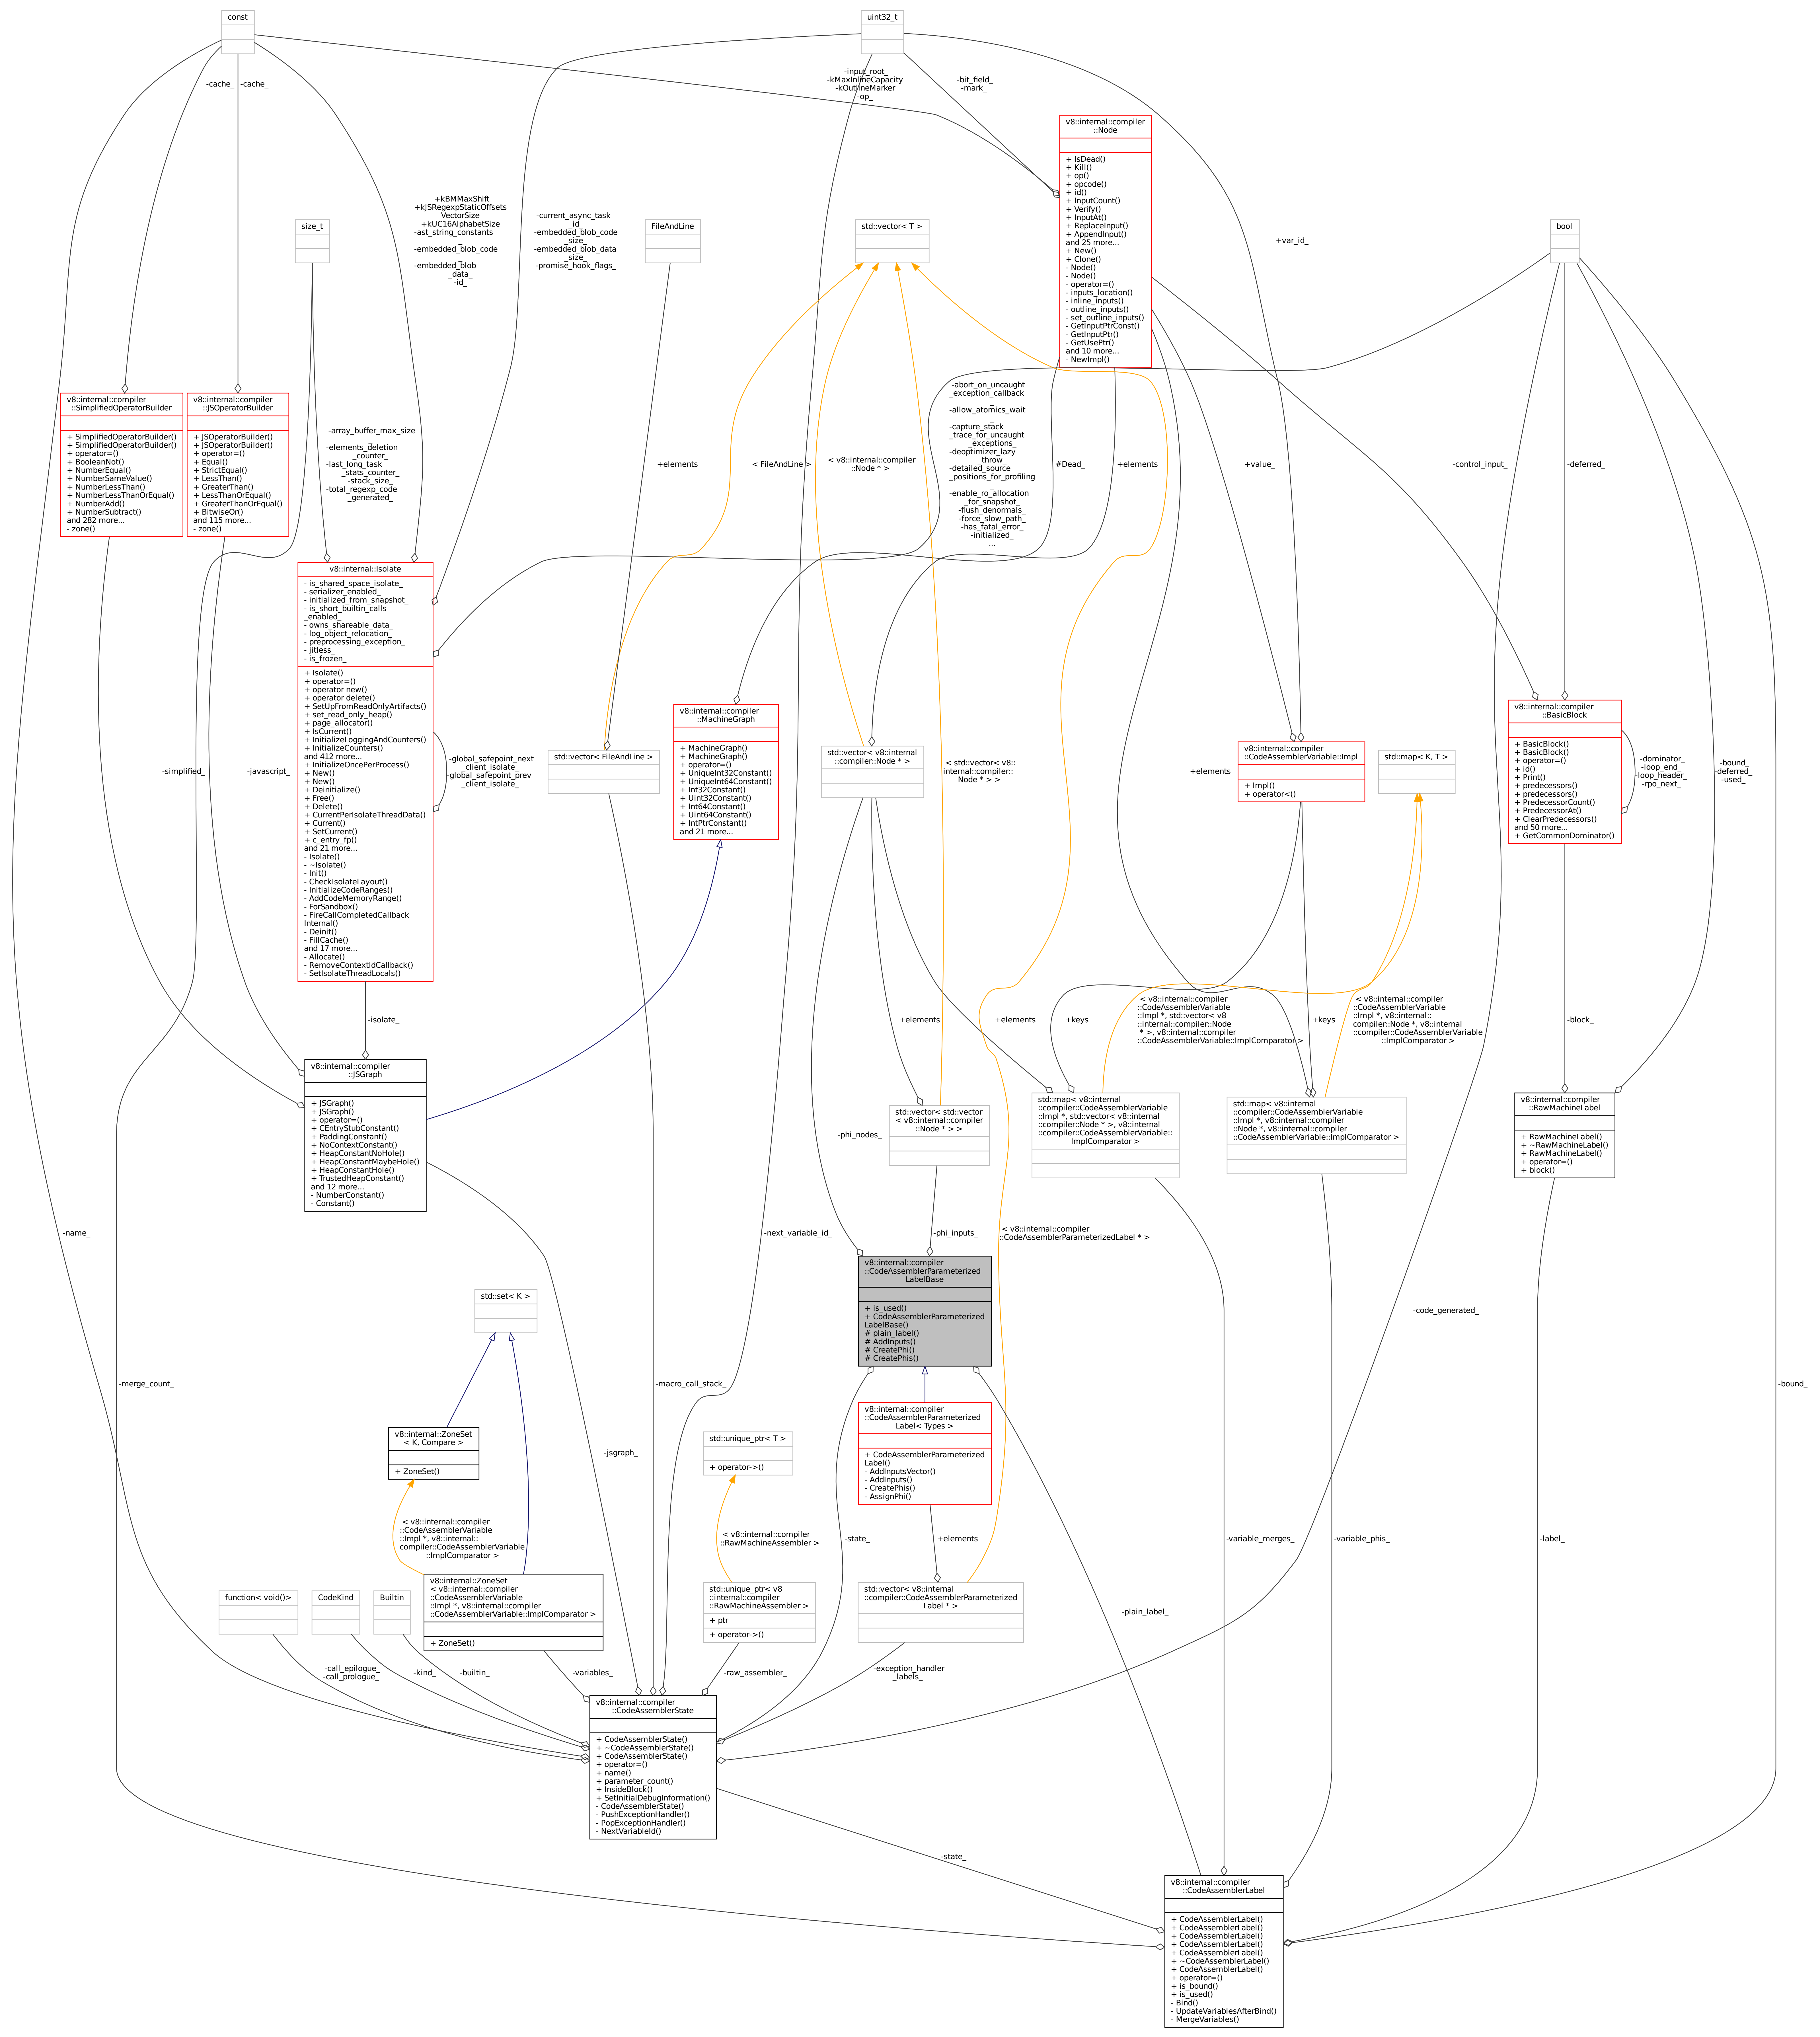 const
uint32_t
-cache_
-cache_
-input_root_
-kMaxInlineCapacity
-kOutlineMarker
-op_
-bit_field_
-mark_
v8::internal::compiler
::Node
+ IsDead()
+ Kill()
+ op()
+ opcode()
+ id()
+ InputCount()
+ Verify()
+ InputAt()
+ ReplaceInput()
+ AppendInput()
and 25 more...
+ New()
+ Clone()
- Node()
- Node()
- operator=()
- inputs_location()
- inline_inputs()
- outline_inputs()
- set_outline_inputs()
- GetInputPtrConst()
- GetInputPtr()
- GetUsePtr()
and 10 more...
- NewImpl()
+kBMMaxShift
+kJSRegexpStaticOffsets
VectorSize
+kUC16AlphabetSize
-ast_string_constants
_
-embedded_blob_code
_
-embedded_blob
_data_
-id_
-current_async_task
_id_
-embedded_blob_code
_size_
-embedded_blob_data
_size_
-promise_hook_flags_
size_t
FileAndLine
std::vector< T >
+var_id_
bool
v8::internal::compiler
::SimplifiedOperatorBuilder
+ SimplifiedOperatorBuilder()
+ SimplifiedOperatorBuilder()
+ operator=()
+ BooleanNot()
+ NumberEqual()
+ NumberSameValue()
+ NumberLessThan()
+ NumberLessThanOrEqual()
+ NumberAdd()
+ NumberSubtract()
and 282 more...
- zone()
v8::internal::compiler
::JSOperatorBuilder
+ JSOperatorBuilder()
+ JSOperatorBuilder()
+ operator=()
+ Equal()
+ StrictEqual()
+ LessThan()
+ GreaterThan()
+ LessThanOrEqual()
+ GreaterThanOrEqual()
+ BitwiseOr()
and 115 more...
- zone()
-array_buffer_max_size
_
-elements_deletion
_counter_
-last_long_task
_stats_counter_
-stack_size_
-total_regexp_code
_generated_
+elements
< FileAndLine >
< v8::internal::compiler
::Node * >
-abort_on_uncaught
_exception_callback
_
-allow_atomics_wait
_
-capture_stack
_trace_for_uncaught
_exceptions_
-deoptimizer_lazy
_throw_
-detailed_source
_positions_for_profiling
_
-enable_ro_allocation
_for_snapshot_
-flush_denormals_
-force_slow_path_
-has_fatal_error_
-initialized_
...
#Dead_
+elements
+value_
-control_input_
-deferred_
v8::internal::Isolate
- is_shared_space_isolate_
- serializer_enabled_
- initialized_from_snapshot_
- is_short_builtin_calls
_enabled_
- owns_shareable_data_
- log_object_relocation_
- preprocessing_exception_
- jitless_
- is_frozen_
+ Isolate()
+ operator=()
+ operator new()
+ operator delete()
+ SetUpFromReadOnlyArtifacts()
+ set_read_only_heap()
+ page_allocator()
+ IsCurrent()
+ InitializeLoggingAndCounters()
+ InitializeCounters()
and 412 more...
+ InitializeOncePerProcess()
+ New()
+ New()
+ Deinitialize()
+ Free()
+ Delete()
+ CurrentPerIsolateThreadData()
+ Current()
+ SetCurrent()
+ c_entry_fp()
and 21 more...
- Isolate()
- ~Isolate()
- Init()
- CheckIsolateLayout()
- InitializeCodeRanges()
- AddCodeMemoryRange()
- ForSandbox()
- FireCallCompletedCallback
Internal()
- Deinit()
- FillCache()
and 17 more...
- Allocate()
- RemoveContextIdCallback()
- SetIsolateThreadLocals()
-simplified_
-javascript_
-global_safepoint_next
_client_isolate_
-global_safepoint_prev
_client_isolate_
std::vector< FileAndLine >
v8::internal::compiler
::MachineGraph
+ MachineGraph()
+ MachineGraph()
+ operator=()
+ UniqueInt32Constant()
+ UniqueInt64Constant()
+ Int32Constant()
+ Uint32Constant()
+ Int64Constant()
+ Uint64Constant()
+ IntPtrConstant()
and 21 more...
std::vector< v8::internal
::compiler::Node * >
< std::vector< v8::
internal::compiler::
Node * > >
+elements
v8::internal::compiler
::CodeAssemblerVariable::Impl
+ Impl()
+ operator<()
std::map< K, T >
v8::internal::compiler
::BasicBlock
+ BasicBlock()
+ BasicBlock()
+ operator=()
+ id()
+ Print()
+ predecessors()
+ predecessors()
+ PredecessorCount()
+ PredecessorAt()
+ ClearPredecessors()
and 50 more...
+ GetCommonDominator()
-dominator_
-loop_end_
-loop_header_
-rpo_next_
-bound_
-deferred_
-used_
-isolate_
+elements
+elements
+keys
< v8::internal::compiler
::CodeAssemblerVariable
::Impl *, std::vector< v8
::internal::compiler::Node
* >, v8::internal::compiler
::CodeAssemblerVariable::ImplComparator >
+keys
< v8::internal::compiler
::CodeAssemblerVariable
::Impl *, v8::internal::
compiler::Node *, v8::internal
::compiler::CodeAssemblerVariable
::ImplComparator >
-block_
v8::internal::compiler
::JSGraph
+ JSGraph()
+ JSGraph()
+ operator=()
+ CEntryStubConstant()
+ PaddingConstant()
+ NoContextConstant()
+ HeapConstantNoHole()
+ HeapConstantMaybeHole()
+ HeapConstantHole()
+ TrustedHeapConstant()
and 12 more...
- NumberConstant()
- Constant()
-phi_nodes_
std::vector< std::vector
< v8::internal::compiler
::Node * > >
std::map< v8::internal
::compiler::CodeAssemblerVariable
::Impl *, std::vector< v8::internal
::compiler::Node * >, v8::internal
::compiler::CodeAssemblerVariable::
ImplComparator >
std::map< v8::internal
::compiler::CodeAssemblerVariable
::Impl *, v8::internal::compiler
::Node *, v8::internal::compiler
::CodeAssemblerVariable::ImplComparator >
v8::internal::compiler
::RawMachineLabel
+ RawMachineLabel()
+ ~RawMachineLabel()
+ RawMachineLabel()
+ operator=()
+ block()
-name_
-next_variable_id_
-phi_inputs_
< v8::internal::compiler
::CodeAssemblerParameterizedLabel * >
v8::internal::compiler
::CodeAssemblerParameterized
LabelBase
+ is_used()
+ CodeAssemblerParameterized
LabelBase()
# plain_label()
# AddInputs()
# CreatePhi()
# CreatePhis()
std::set< K >
-code_generated_
-merge_count_
-macro_call_stack_
-bound_
v8::internal::ZoneSet
< K, Compare >
+ ZoneSet()
-jsgraph_
std::unique_ptr< T >
+ operator->()
v8::internal::compiler
::CodeAssemblerParameterized
Label< Types >
+ CodeAssemblerParameterized
Label()
- AddInputsVector()
- AddInputs()
- CreatePhis()
- AssignPhi()
< v8::internal::compiler
::CodeAssemblerVariable
::Impl *, v8::internal::
compiler::CodeAssemblerVariable
::ImplComparator >
< v8::internal::compiler
::RawMachineAssembler >
-state_
+elements
-variable_merges_
-variable_phis_
-label_
function< void()>
CodeKind
Builtin
v8::internal::ZoneSet
< v8::internal::compiler
::CodeAssemblerVariable
::Impl *, v8::internal::compiler
::CodeAssemblerVariable::ImplComparator >
+ ZoneSet()
std::unique_ptr< v8
::internal::compiler
::RawMachineAssembler >
+ ptr
+ operator->()
std::vector< v8::internal
::compiler::CodeAssemblerParameterized
Label * >
-plain_label_
-call_epilogue_
-call_prologue_
-kind_
-builtin_
-variables_
-raw_assembler_
-exception_handler
_labels_
v8::internal::compiler
::CodeAssemblerState
+ CodeAssemblerState()
+ ~CodeAssemblerState()
+ CodeAssemblerState()
+ operator=()
+ name()
+ parameter_count()
+ InsideBlock()
+ SetInitialDebugInformation()
- CodeAssemblerState()
- PushExceptionHandler()
- PopExceptionHandler()
- NextVariableId()
-state_
v8::internal::compiler
::CodeAssemblerLabel
+ CodeAssemblerLabel()
+ CodeAssemblerLabel()
+ CodeAssemblerLabel()
+ CodeAssemblerLabel()
+ CodeAssemblerLabel()
+ ~CodeAssemblerLabel()
+ CodeAssemblerLabel()
+ operator=()
+ is_bound()
+ is_used()
- Bind()
- UpdateVariablesAfterBind()
- MergeVariables()